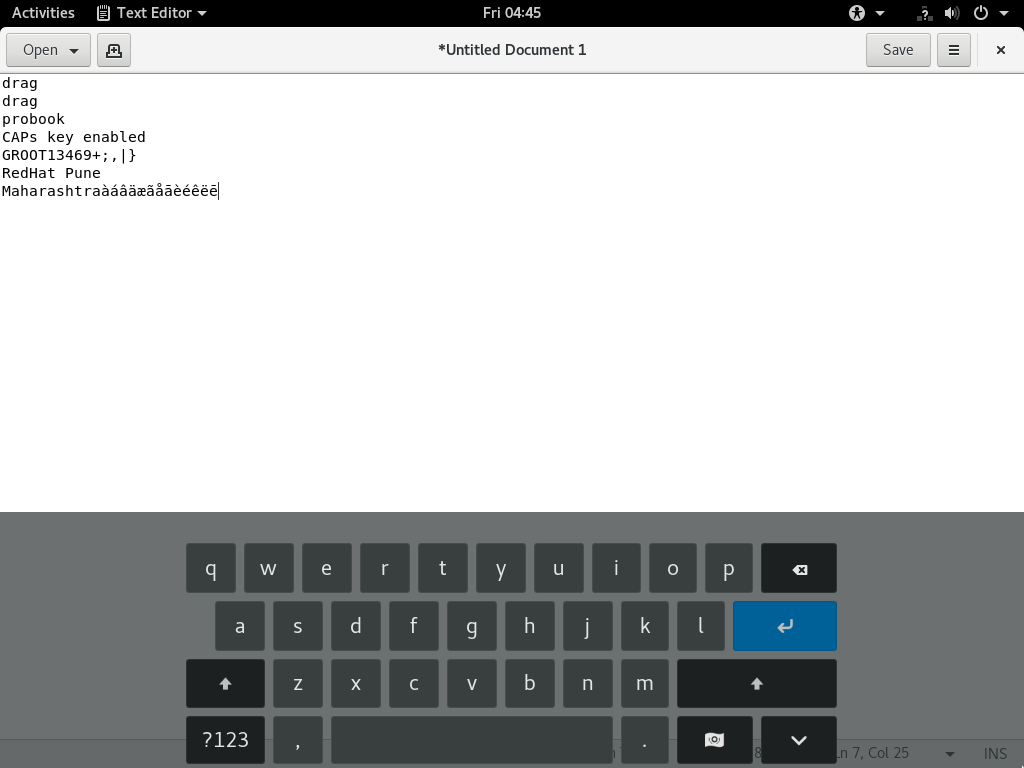 Activities Text Editor Fri 04:45
Open *Untitled Document 1 Save
drag
drag
probook
CAPs key enabled
GROOT13469+;,|}
RedHat Pune
Maharashtraàáâäæãåāèéêëē
q w e r t y u i o p
a s d f g h j k l
z x c v b n m
?123 , .
Ln 7, Col 25 INS